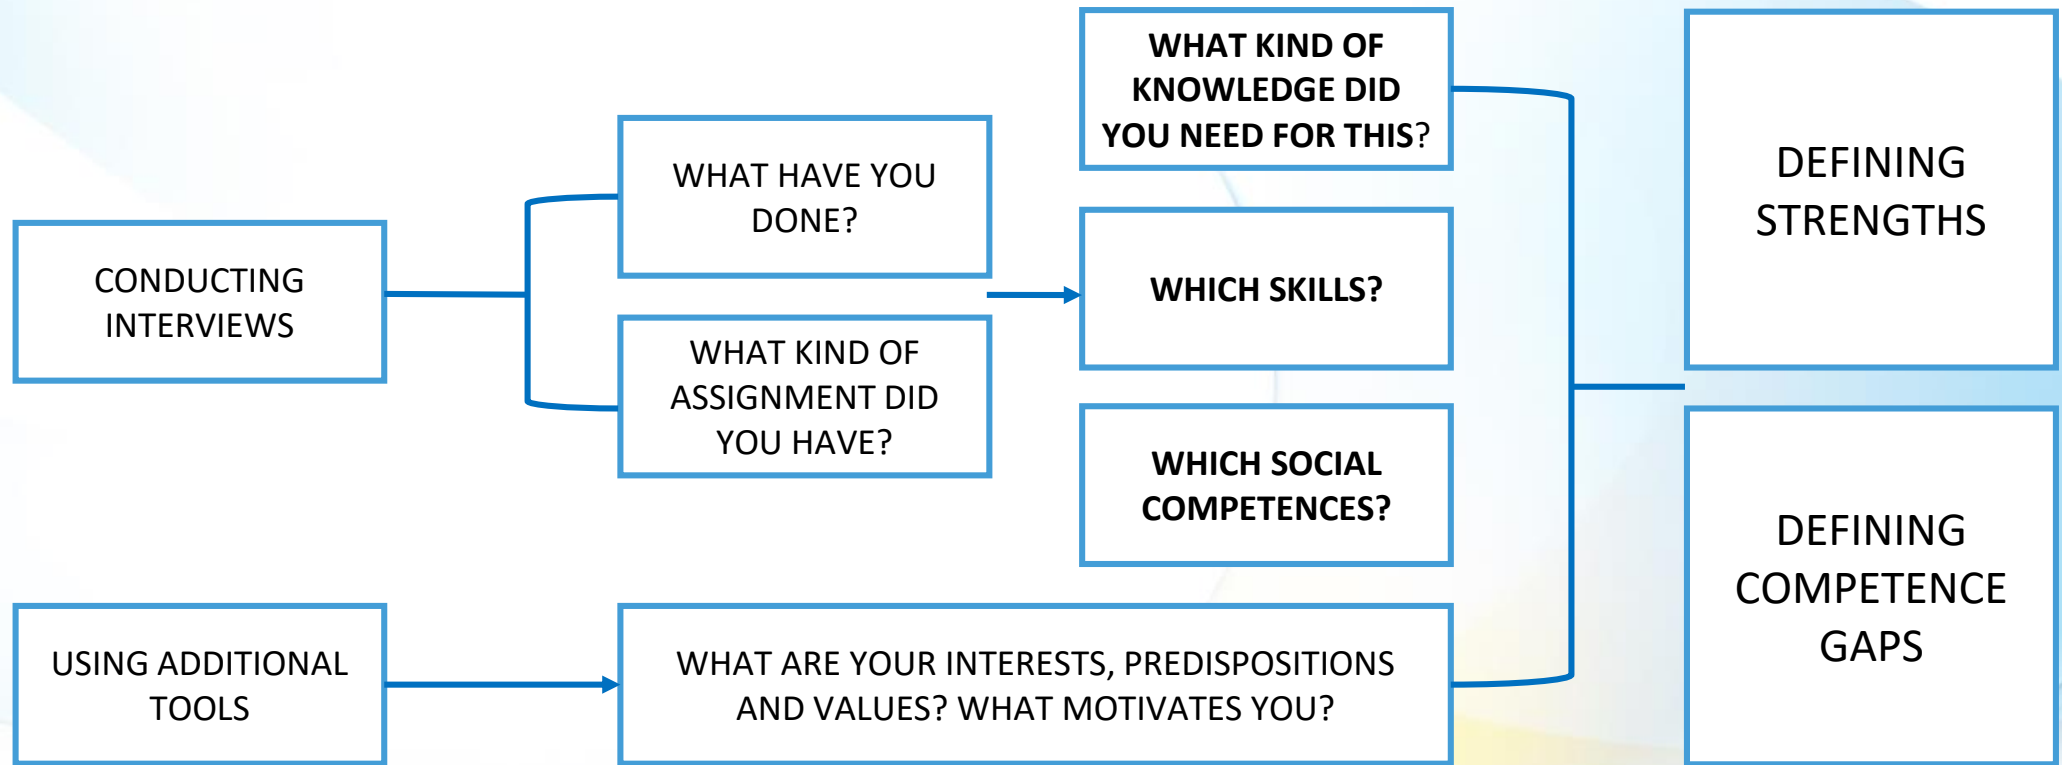 CONDUCTING
INTERVIEWS
WHAT HAVE YOU
DONE?
WHAT KIND OF
ASSIGNMENT DID
YOU HAVE?
WHAT KIND OF
KNOWLEDGE DID
YOU NEED FOR THIS?
WHICH SKILLS?
WHICH SOCIAL
COMPETENCES?
USING ADDITIONAL
TOOLS
WHAT ARE YOUR INTERESTS, PREDISPOSITIONS
AND VALUES? WHAT MOTIVATES YOU?
DEFINING
STRENGTHS
DEFINING
COMPETENCE
GAPS